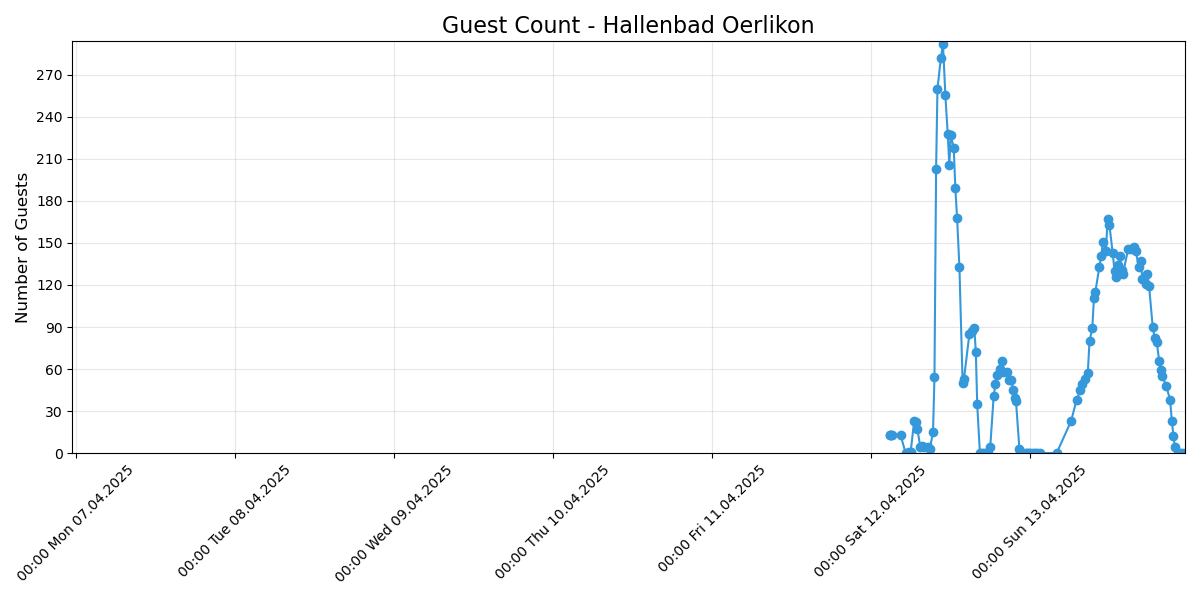 Guest Count - Hallenbad Oerlikon
Number of Guests
270
240
210
180
150
120
90
60
30
0
00:00 Mon 07.04.2025
00:00 Tue 08.04.2025
00:00 Wed 09.04.2025
00:00 Thu 10.04.2025
00:00 Fri 11.04.2025
00:00 Sat 12.04.2025
00:00 Sun 13.04.2025